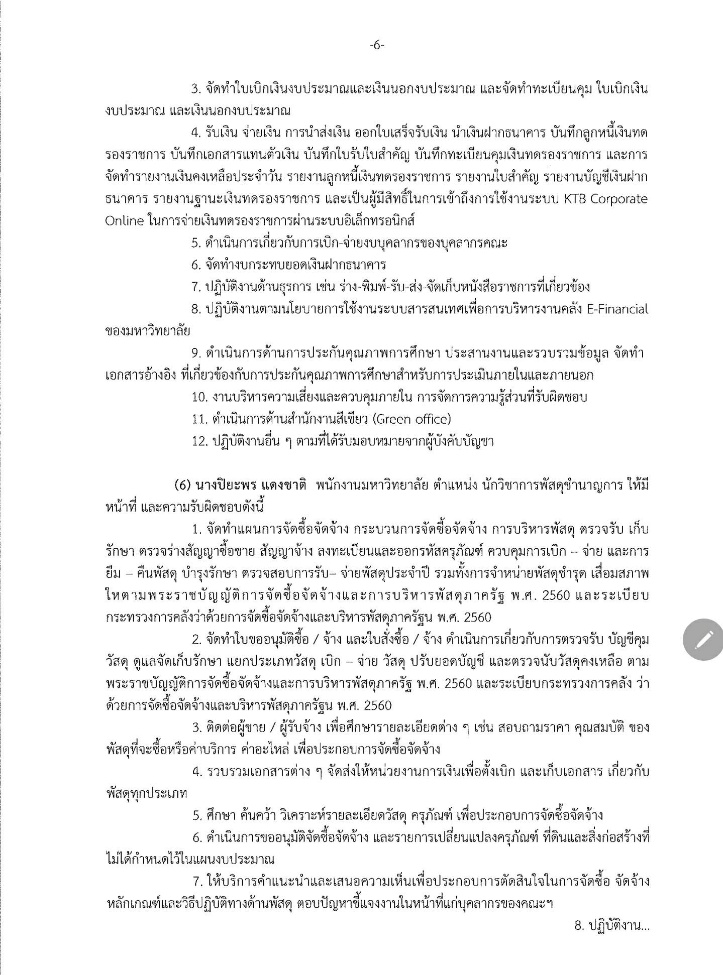 -6-
3. จัดทำใบเบิกเงินงบประมาณและเงินนอกงบประมาณ และจัดทำทะเบียนคุม ใบเบิกเงิน
งบประมาณ และเงินนอกงบประมาณ
4. รับเงิน จ่ายเงิน การนำส่งเงิน ออกใบเสร็จรับเงิน นำเงินฝากธนาคาร บันทึกลูกหนี้เงินทด
รองราชการ บันทึกเอกสารแทนตัวเงิน บันทึกใบรับใบสำคัญ บันทึกทะเบียนคุมเงินทดรองราชการ และการ
จัดทำรายงานเงินคงเหลือประจำวัน รายงานลูกหนี้เงินทดรองราชการ รายงานใบสำคัญ รายงานบัญชีเงินฝาก
ธนาคาร รายงานฐานะเงินทดรองราชการ และเป็นผู้มีสิทธิ์ในการเข้าถึงการใช้งานระบบ KTB Corporate
Online ในการจ่ายเงินทดรองราชการผ่านระบบอิเล็กทรอนิกส์
5. ดำเนินการเกี่ยวกับการเบิก-จ่ายงบบุคลากรของบุคลากรคณะ
6. จัดทำงบกระทบยอดเงินฝากธนาคาร
7. ปฏิบัติงานด้านธุรการ เช่น ร่าง-พิมพ์-รับ-ส่ง-จัดเก็บหนังสือราชการที่เกี่ยวข้อง
8. ปฏิบัติงานตามนโยบายการใช้งานระบบสารสนเทศเพื่อการบริหารงานคลัง E-Financial
ของมหาวิทยาลัย
9. ดำเนินการด้านการประกันคุณภาพการศึกษา ประสานงานและรวบรวมข้อมูล จัดทำ
เอกสารอ้างอิง ที่เกี่ยวข้องกับการประกันคุณภาพการศึกษาสำหรับการประเมินภายในและภายนอก
10. งานบริหารความเสี่ยงและควบคุมภายใน การจัดการความรู้ส่วนที่รับผิดชอบ
11. ดำเนินการด้านสำนักงานสีเขียว (Green office)
12. ปฏิบัติงานอื่น ๆ ตามที่ได้รับมอบหมายจากผู้บังคับบัญชา
(6) นางปิยะพร แดงชาติ พนักงานมหาวิทยาลัย ตำแหน่ง นักวิชาการพัสดุชำนาญการ ให้มี
หน้าที่ และความรับผิดชอบดังนี้
1. จัดทำแผนการจัดซื้อจัดจ้าง กระบวนการจัดซื้อจัดจ้าง การบริหารพัสดุ ตรวจรับ เก็บ
รักษา ตรวจร่างสัญญาซื้อขาย สัญญาจ้าง ลงทะเบียนและออกรหัสครุภัณฑ์ ควบคุมการเบิก -- จ่าย และการ
ยืม – คืนพัสดุ บำรุงรักษา ตรวจสอบการรับ– จ่ายพัสดุประจำปี รวมทั้งการจำหน่ายพัสดุชำรุด เสื่อมสภาพ
ใหตามพระราชบัญญัติการจัดซื้อจัดจ้างและการบริหารพัสดุภาครัฐ พ.ศ. 2560 และระเบียบ
กระทรวงการคลังว่าด้วยการจัดซื้อจัดจ้างและบริหารพัสดุภาครัฐน พ.ศ. 2560
2. จัดทำใบขออนุมัติซื้อ / จ้าง และใบสั่งซื้อ / จ้าง ดำเนินการเกี่ยวกับการตรวจรับ บัญชีคุม
วัสดุ ดูแลจัดเก็บรักษา แยกประเภทวัสดุ เบิก – จ่าย วัสดุ ปรับยอดบัญชี และตรวจนับวัสดุคงเหลือ ตาม
พระราชบัญญัติการจัดซื้อจัดจ้างและการบริหารพัสดุภาครัฐ พ.ศ. 2560 และระเบียบกระทรวงการคลัง ว่า
ด้วยการจัดซื้อจัดจ้างและบริหารพัสดุภาครัฐน พ.ศ. 2560
3. ติดต่อผู้ขาย / ผู้รับจ้าง เพื่อศึกษารายละเอียดต่าง ๆ เช่น สอบถามราคา คุณสมบัติ ของ
พัสดุที่จะซื้อหรือค่าบริการ ค่าอะไหล่ เพื่อประกอบการจัดซื้อจัดจ้าง
4. รวบรวมเอกสารต่าง ๆ จัดส่งให้หน่วยงานการเงินเพื่อตั้งเบิก และเก็บเอกสาร เกี่ยวกับ
พัสดุทุกประเภท
5. ศึกษา ค้นคว้า วิเคราะห์รายละเอียดวัสดุ ครุภัณฑ์ เพื่อประกอบการจัดซื้อจัดจ้าง
6. ดำเนินการขออนุมัติจัดซื้อจัดจ้าง และรายการเปลี่ยนแปลงครุภัณฑ์ ที่ดินและสิ่งก่อสร้างที่
ไม่ได้กำหนดไว้ในแผนงบประมาณ
7. ให้บริการคำแนะนำและเสนอความเห็นเพื่อประกอบการตัดสินใจในการจัดซื้อ จัดจ้าง
หลักเกณฑ์และวิธีปฏิบัติทางด้านพัสดุ ตอบปัญหาชี้แจงงานในหน้าที่แก่บุคลากรของคณะฯ
8. ปฏิบัติงาน...